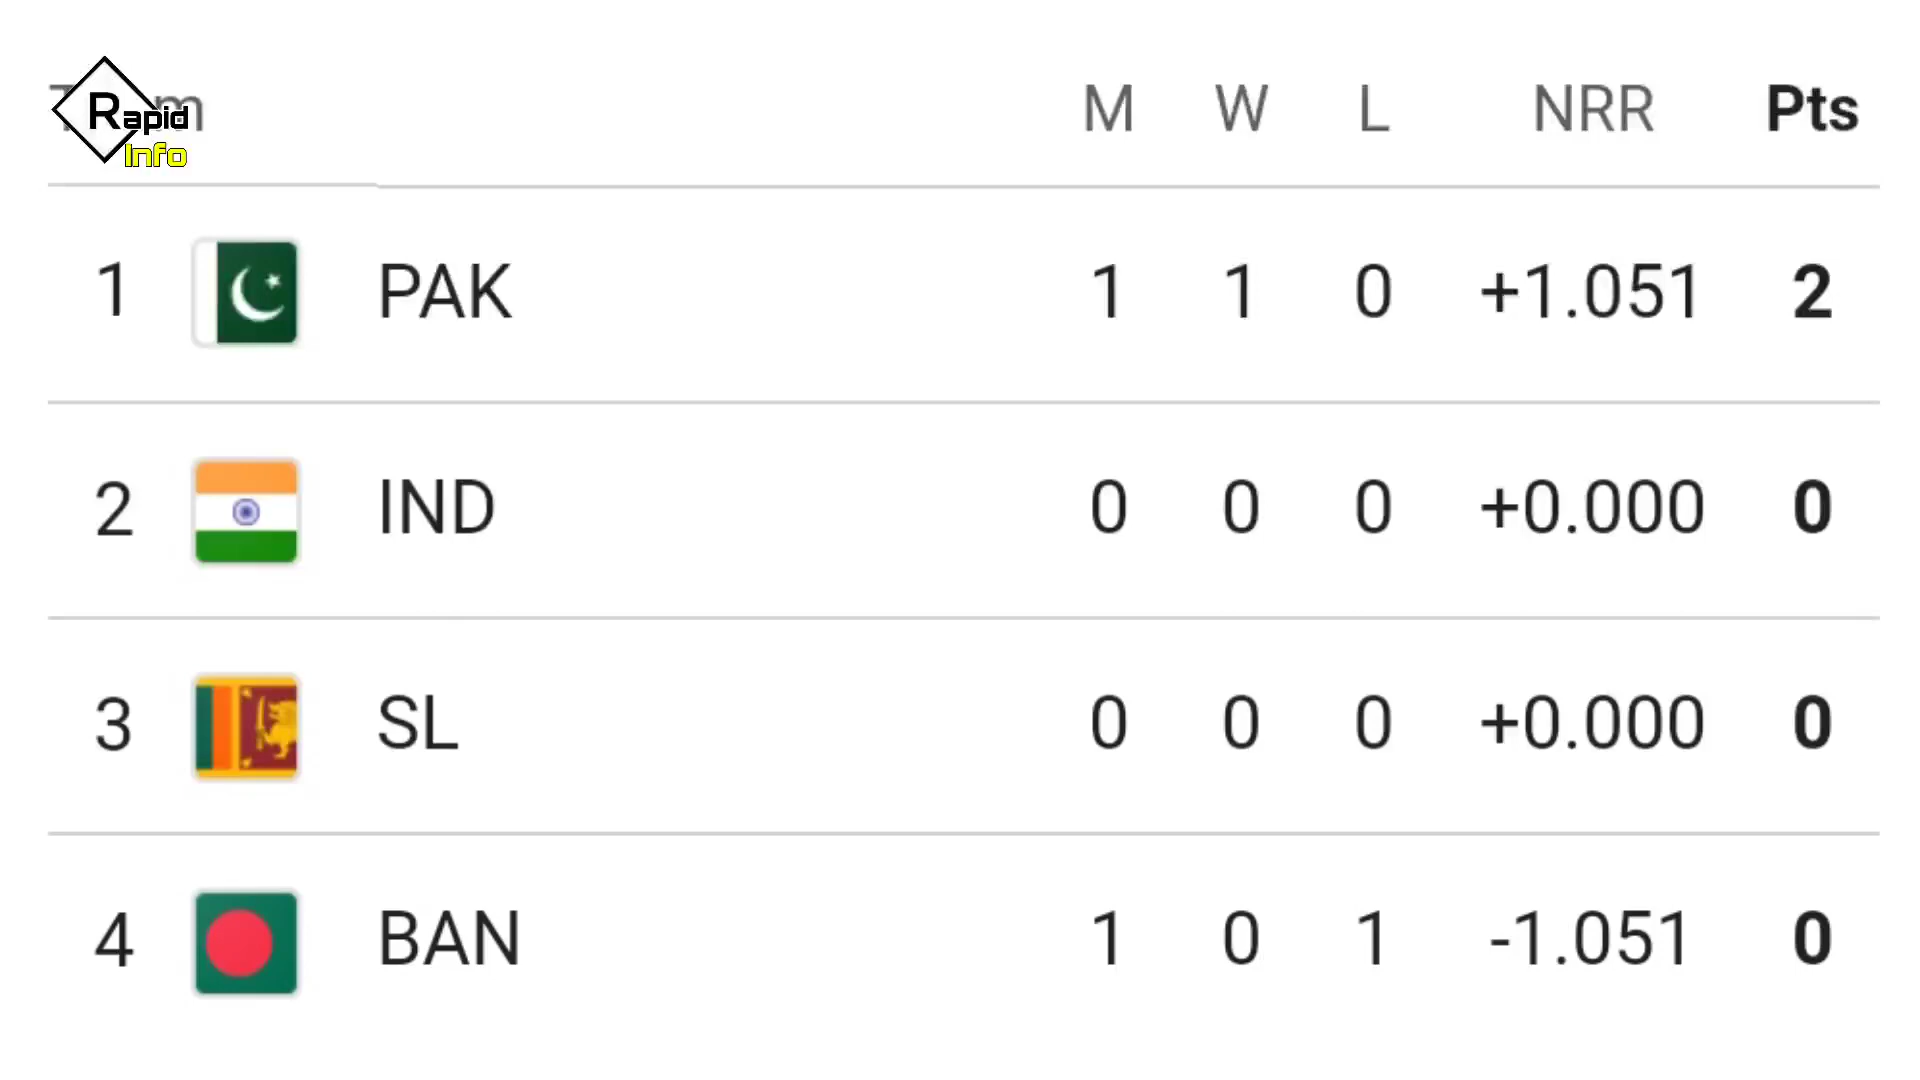 M W L NRR Pts
Rapid
Info
1 PAK 1 1 0 +1.051 2
2 IND 0 0 0 +0.000 0
3 SL 0 0 0 +0.000 0
4 BAN 1 0 1 -1.051 0